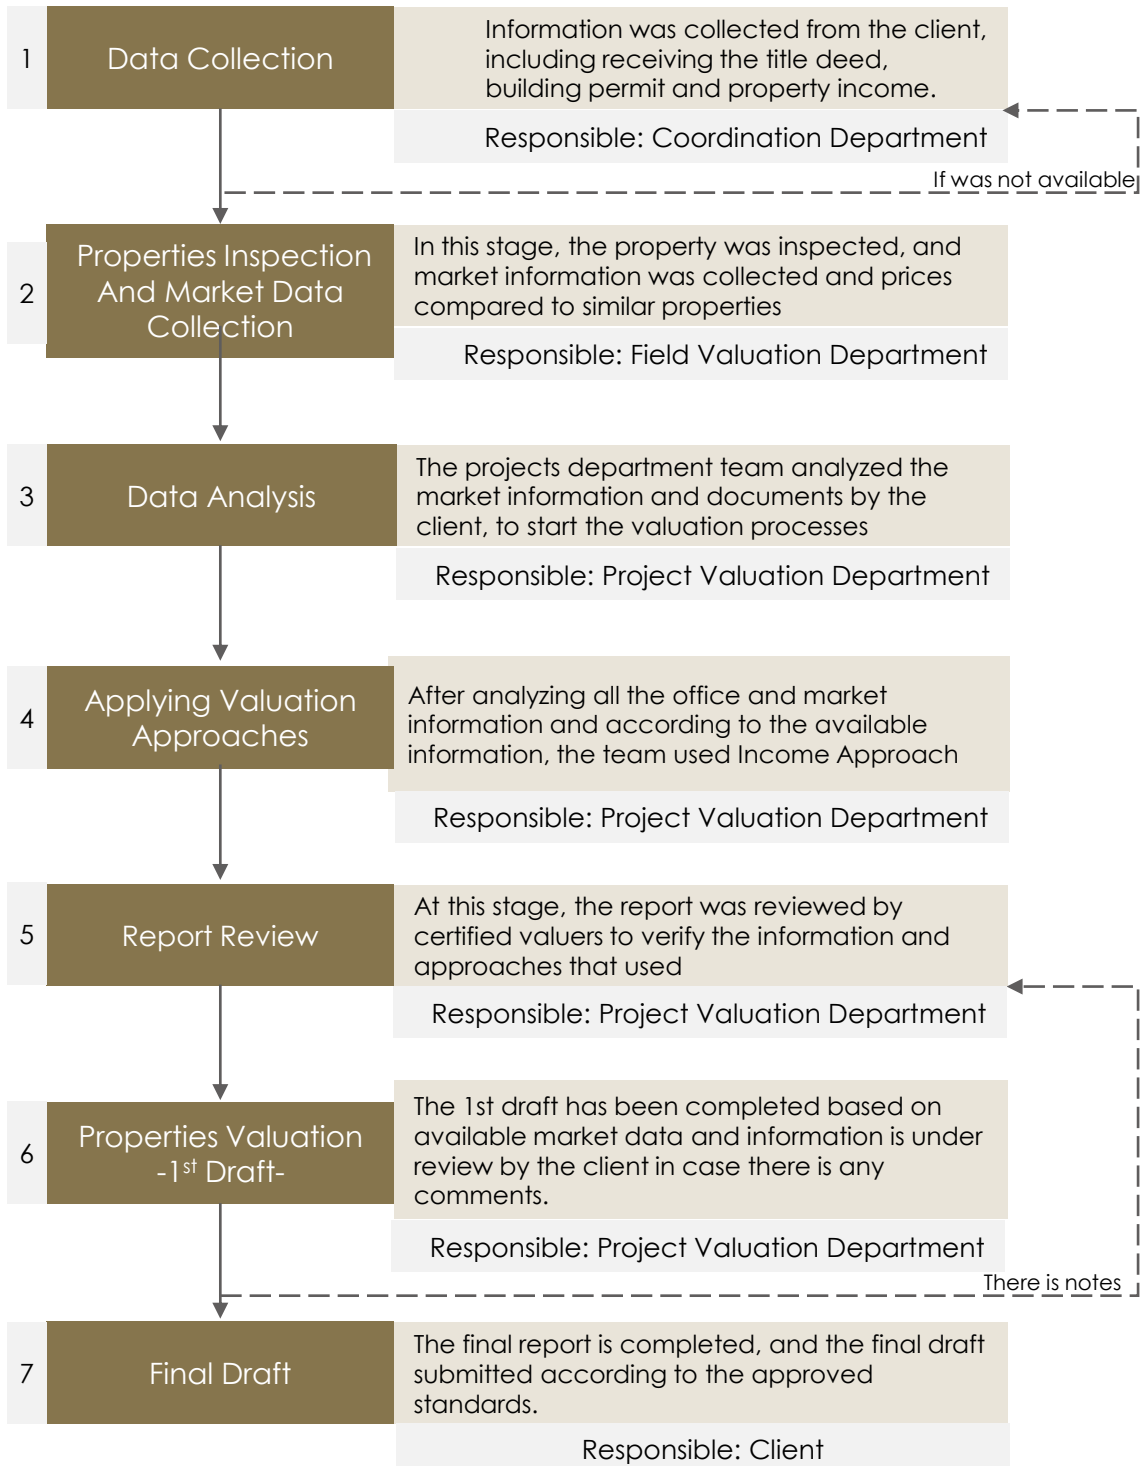 1
Data Collection
Information was collected from the client,
including receiving the title deed,
building permit and property income.
Responsible: Coordination Department
If was not available
2
Properties Inspection
And Market Data
Collection
In this stage, the property was inspected, and
market information was collected and prices
compared to similar properties
Responsible: Field Valuation Department
3
Data Analysis
The projects department team analyzed the
market information and documents by the
client, to start the valuation processes
Responsible: Project Valuation Department
4
Applying Valuation
Approaches
After analyzing all the office and market
information and according to the available
information, the team used Income Approach
Responsible: Project Valuation Department
5
Report Review
At this stage, the report was reviewed by
certified valuers to verify the information and
approaches that used
Responsible: Project Valuation Department
6
Properties Valuation
-1st Draft-
The 1st draft has been completed based on
available market data and information is under
review by the client in case there is any
comments.
Responsible: Project Valuation Department
There is notes
7
Final Draft
The final report is completed, and the final draft
submitted according to the approved
standards.
Responsible: Client